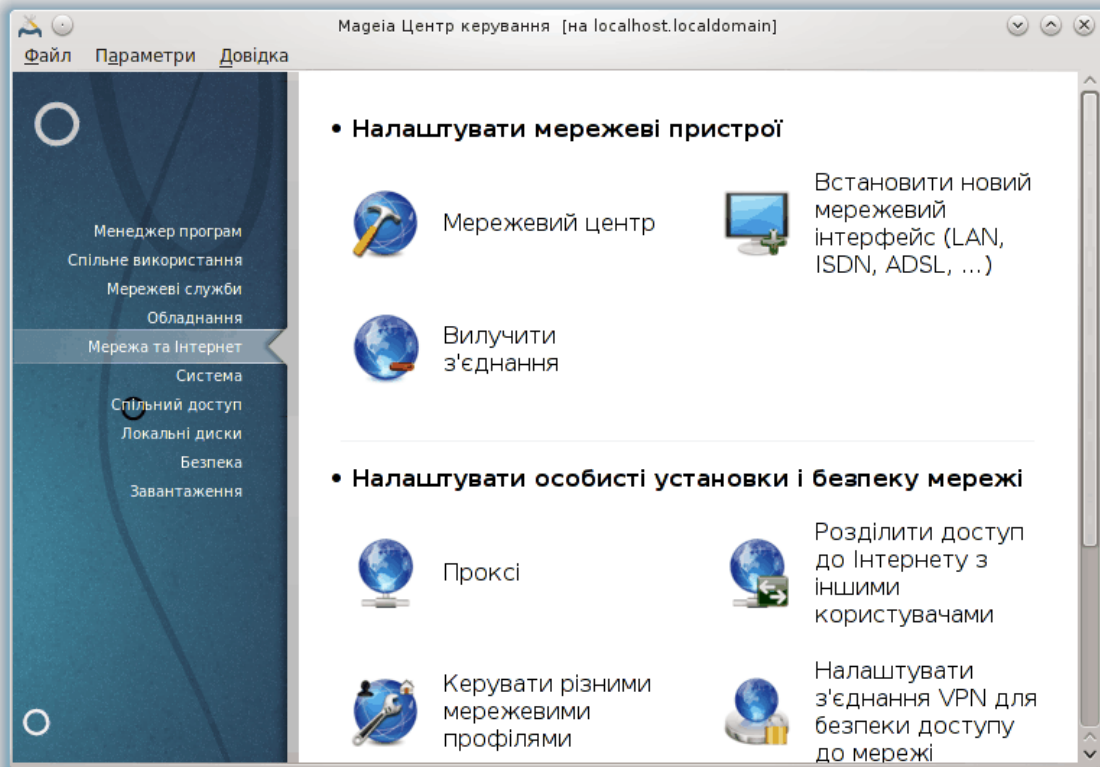 Mageia Центр керування [на localhost.localdomain]
Файл Параметри Довідка
Менеджер програм
Спільне використання
Мережеві служби
Обладнання
Мережа та Інтернет
Система
Спільний доступ
Локальні диски
Безпека
Завантаження
• Налаштувати мережеві пристрої
Мережевий центр
Встановити новий
мережевий
інтерфейс (LAN,
ISDN, ADSL, ...)
Вилучити
з'єднання
• Налаштувати особисті установки і безпеку мережі
Проксі
Розділити доступ
до Інтернету з
іншими
користувачами
Керувати різними
мережевими
профілями
Налаштувати
з'єднання VPN для
безпеки доступу
до мережі